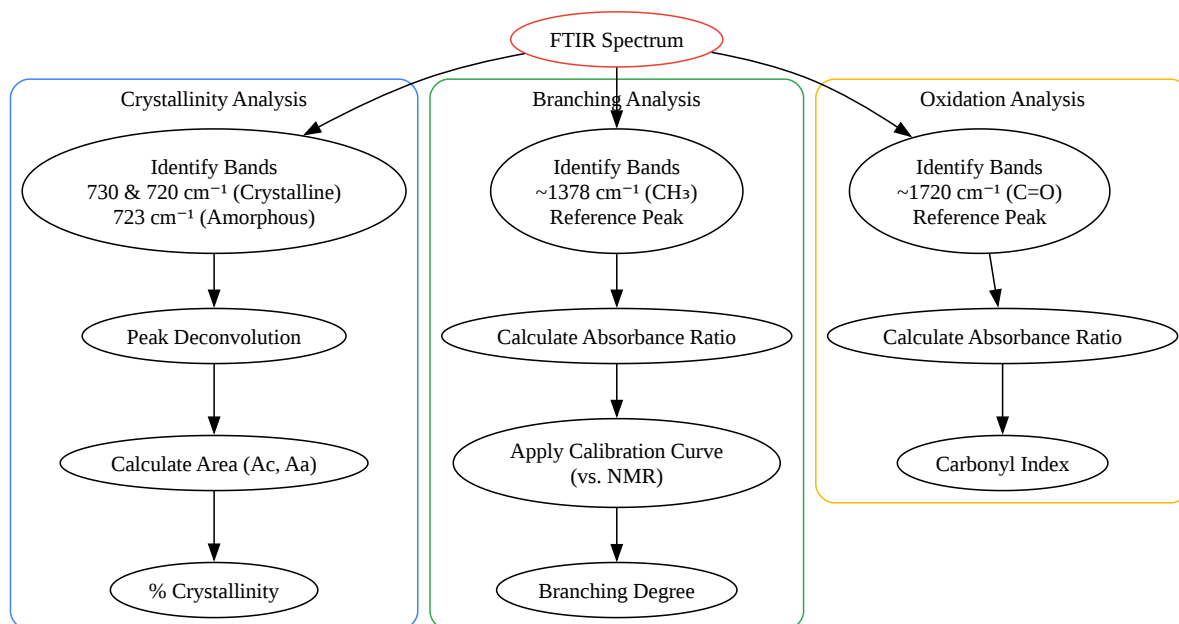 FTIR Spectrum
Crystallinity Analysis
Identify Bands
730 & 720 cm⁻¹ (Crystalline)
723 cm⁻¹ (Amorphous)
Peak Deconvolution
Calculate Area (Ac, Aa)
% Crystallinity
Branching Analysis
Identify Bands
~1378 cm⁻¹ (CH₃)
Reference Peak
Calculate Absorbance Ratio
Apply Calibration Curve
(vs. NMR)
Branching Degree
Oxidation Analysis
Identify Bands
~1720 cm⁻¹ (C=O)
Reference Peak
Calculate Absorbance Ratio
Carbonyl Index